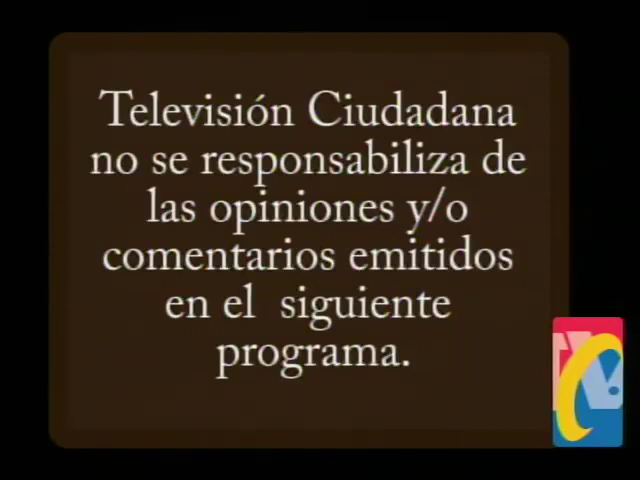 Televisión Ciudadana
no se responsabiliza de
las opiniones y/o
comentarios emitidos
en el siguiente
programa.